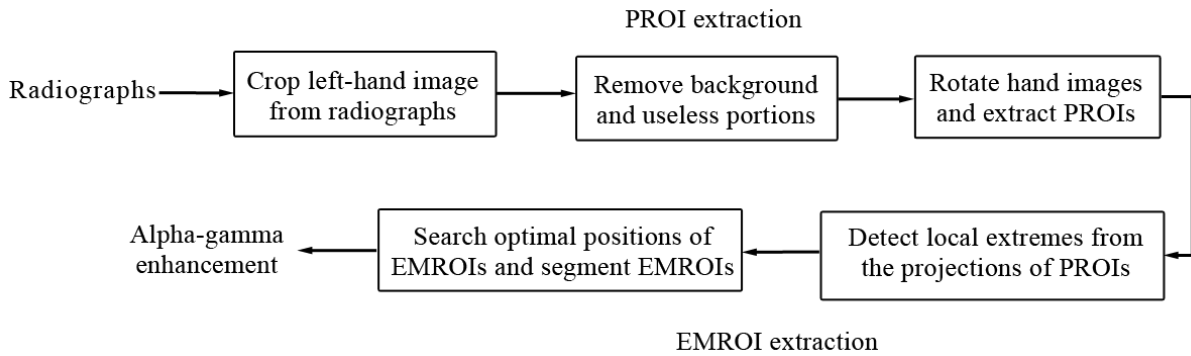 PROI extraction
Radiographs
Crop left-hand image
from radiographs
Remove background
and useless portions
Rotate hand images
and extract PROIs
Detect local extremes from
the projections of PROIs
Search optimal positions of
EMROIs and segment EMROIs
Alpha-gamma
enhancement
EMROI extraction